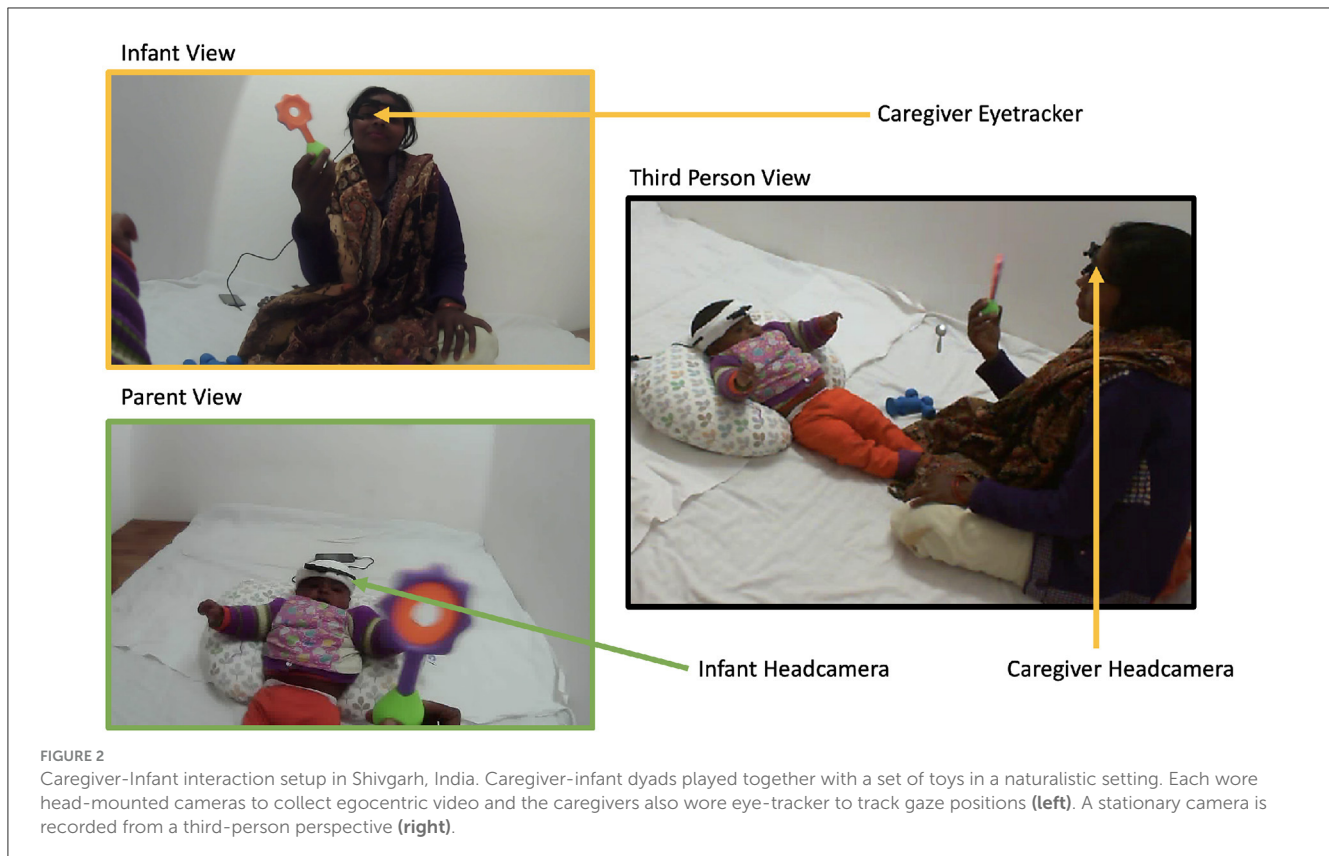 Infant View
Caregiver Eyetracker
Third Person View
Parent View
Infant Headcamera
Caregiver Headcamera
FIGURE 2
Caregiver-Infant interaction setup in Shivgarh, India. Caregiver-infant dyads played together with a set of toys in a naturalistic setting. Each wore
head-mounted cameras to collect egocentric video and the caregivers also wore eye-tracker to track gaze positions (left). A stationary camera is
recorded from a third-person perspective (right).